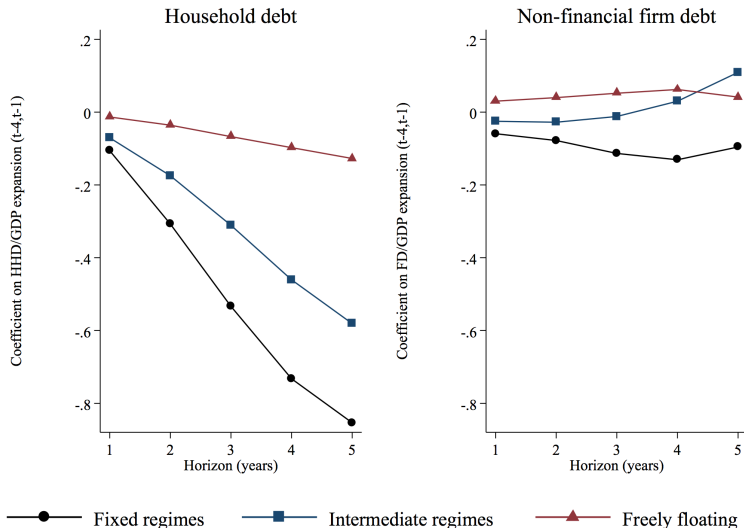 Household debt
Coefficient on HHD/GDP expansion (t-4,t-1)
.2
0
-.2
-.4
-.6
-.8
1 2 3 4 5
Horizon (years)
Non-financial firm debt
Coefficient on FD/GDP expansion (t-4,t-1)
.2
0
-.2
-.4
-.6
-.8
1 2 3 4 5
Horizon (years)
Fixed regimes Intermediate regimes Freely floating